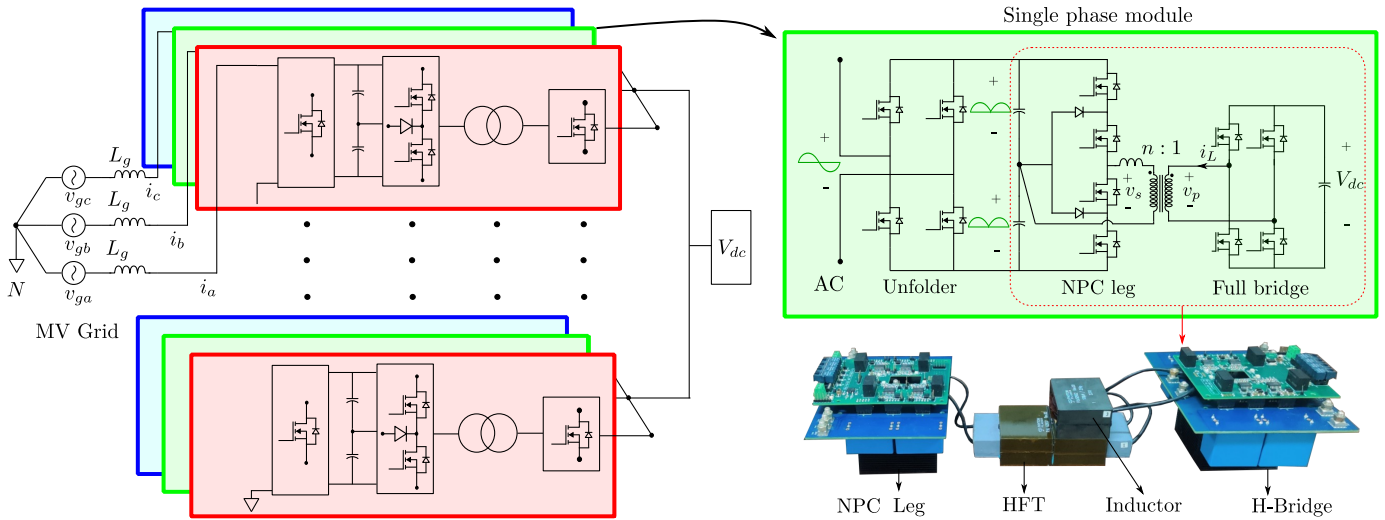 Single phase module
L_g
v_gc
i_c
L_g
v_gb
i_b
L_g
N
v_ga
i_a
MV Grid
V_dc
+
-
+
-
+
-
AC
Unfolder
n : 1
i_L
+
v_s
-
+
v_p
-
+
V_dc
-
NPC leg
Full bridge
NPC Leg
HFT
Inductor
H-Bridge